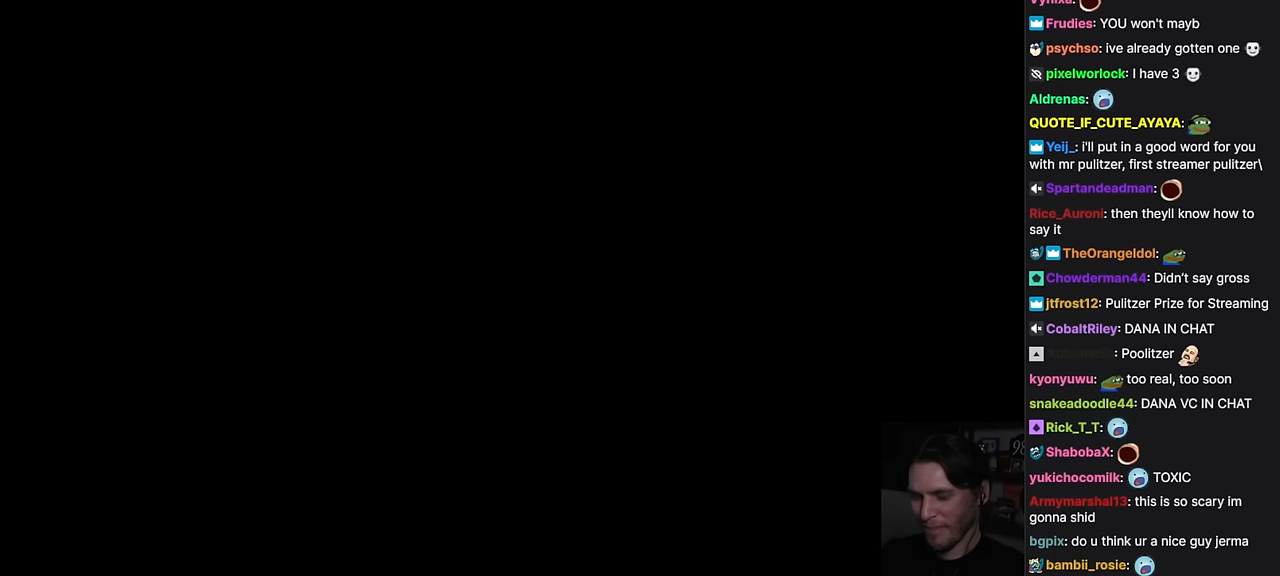 Vynixa:
Frudies: YOU won't mayb
psychso: ive already gotten one
pixelworlock: I have 3
Aldrenas:
QUOTE_IF_CUTE_AYAYA:
Yeij_: i'll put in a good word for you
with mr pulitzer, first streamer pulitzer\
Spartandeadman:
Rice_Auroni: then theyll know how to
say it
TheOrangeIdol:
Chowderman44: Didn't say gross
jtfrost12: Pulitzer Prize for Streaming
CobaltRiley: DANA IN CHAT
: Poolitzer
kyonyuwu: too real, too soon
snakeadoodle44: DANA VC IN CHAT
Rick_T_T:
ShabobaX:
yukichocomilk: TOXIC
Armymarshal13: this is so scary im
gonna shid
bgpix: do u think ur a nice guy jerma
98
bambii_rosie: